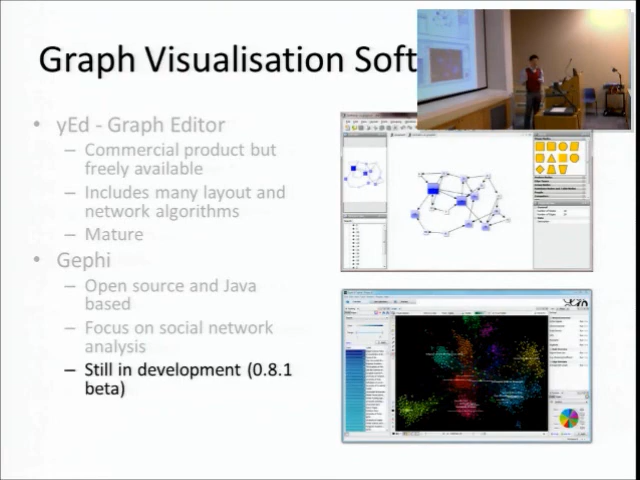 Graph Visualisation Soft
• yEd - Graph Editor
– Commercial product but
freely available
– Includes many layout and
network algorithms
– Mature
• Gephi
– Open source and Java
based
– Focus on social network
analysis
– Still in development (0.8.1
beta)